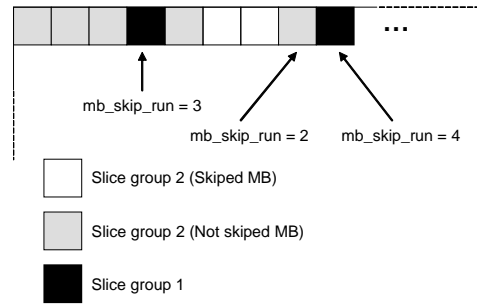 ...
mb_skip_run = 3
mb_skip_run = 2
mb_skip_run = 4
Slice group 2 (Skiped MB)
Slice group 2 (Not skiped MB)
Slice group 1